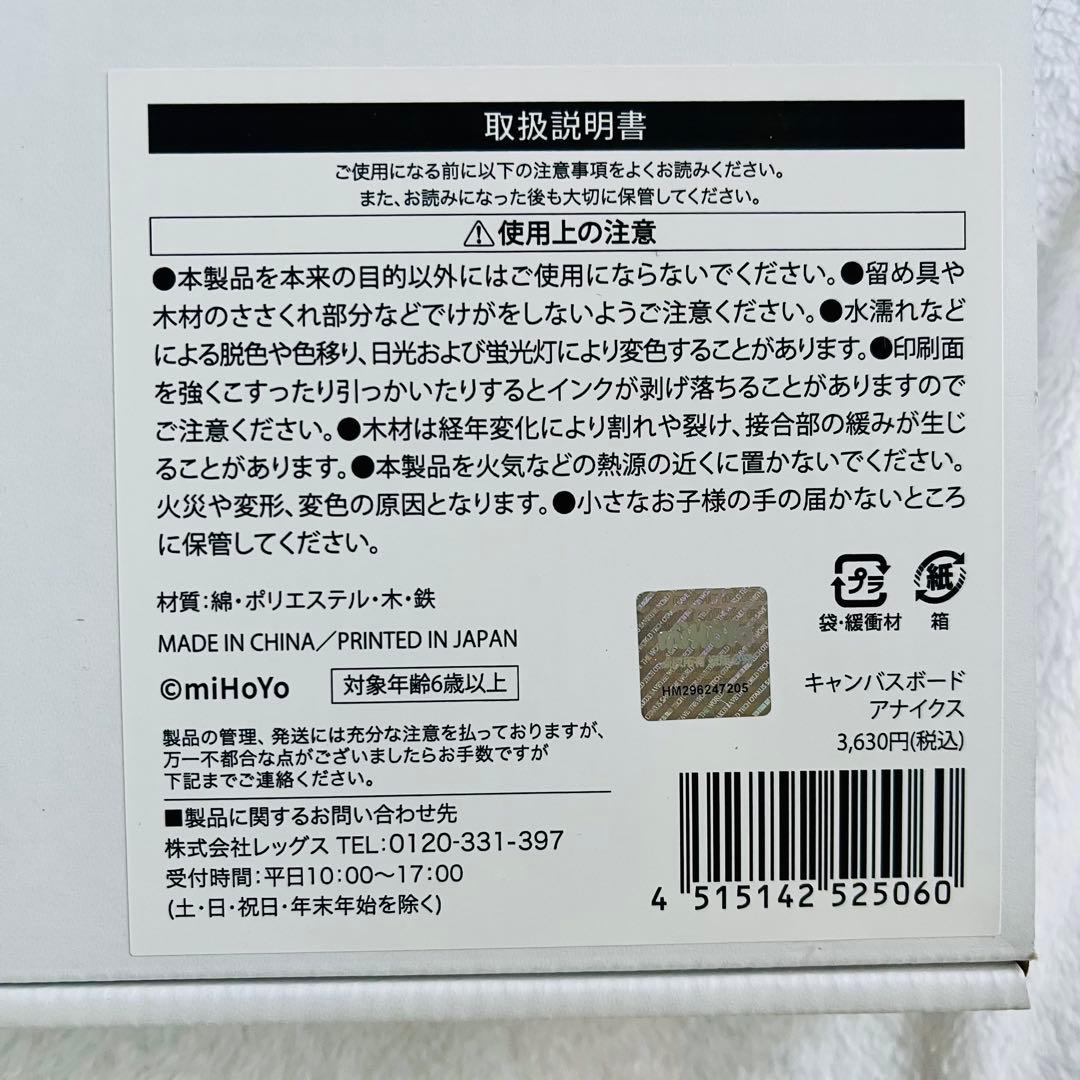 取扱説明書
ご使用になる前に以下の注意事項をよくお読みください。
また、お読みになった後も大切に保管してください。
⚠使用上の注意
●本製品を本来の目的以外にはご使用にならないでください。●留め具や
木材のささくれ部分などでけがをしないようご注意ください。●水濡れなど
による脱色や色移り、日光および蛍光灯により変色することがあります。●印刷面
を強くこすったり引っかいたりするとインクが剥げ落ちることがありますので
ご注意ください。●木材は経年変化により割れや裂け、接合部の緩みが生じ
ることがあります。●本製品を火気などの熱源の近くに置かないでください。
火災や変形、変色の原因となります。●小さなお子様の手の届かないところ
に保管してください。
プラ
紙
袋・緩衝材
箱
材質：綿・ポリエステル・木・鉄
MADE IN CHINA／PRINTED IN JAPAN
©miHoYo
対象年齢6歳以上
HM296247205
キャンバスボード
アナイクス
3,630円(税込)
製品の管理、発送には充分な注意を払っておりますが、
万一不都合な点がございましたらお手数ですが
下記までご連絡ください。
■製品に関するお問い合わせ先
株式会社レッグス TEL：0120-331-397
受付時間：平日10：00～17：00
(土・日・祝日・年末年始を除く)
4 515142 525060